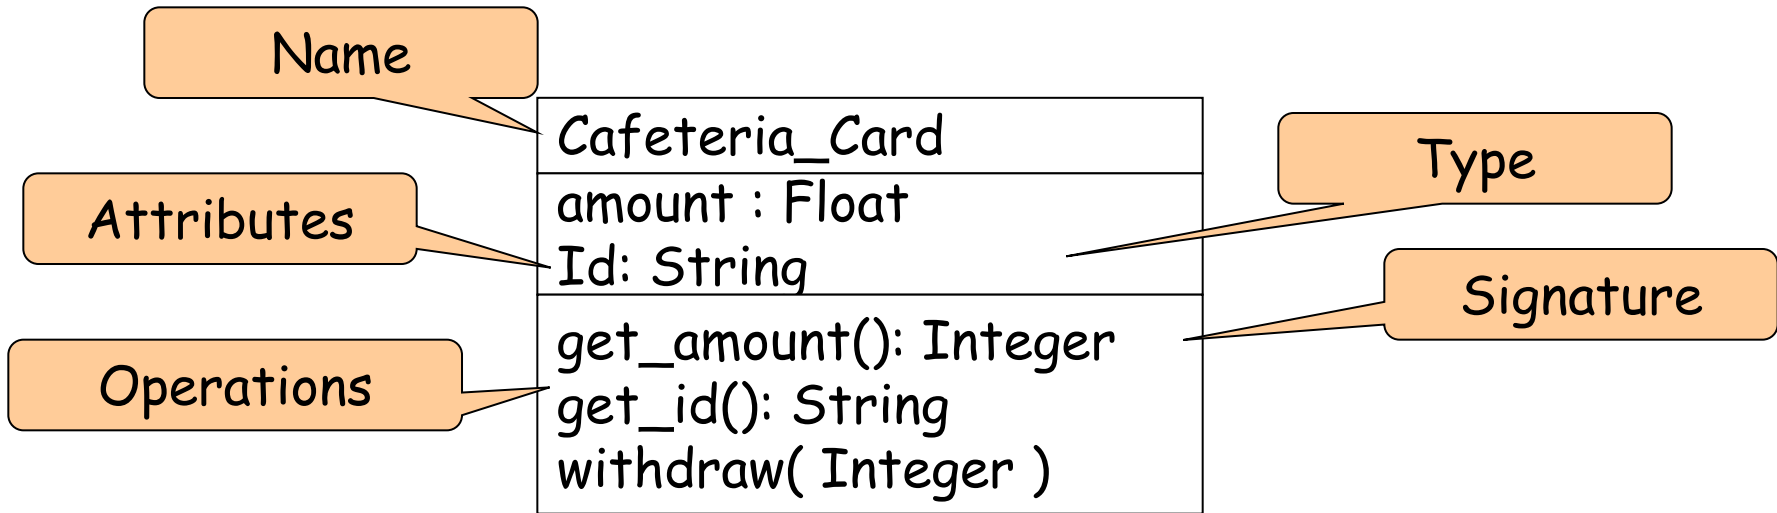 Name
Cafeteria_Card
Type
amount : Float
Attributes
Id: String
Signature
get_amount(): Integer
Operations
get_id(): String
withdraw( Integer )